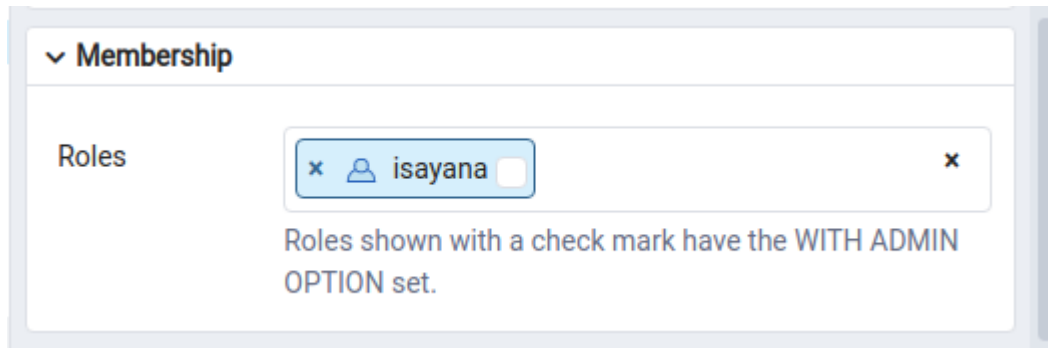 Membership
Roles
isayana
Roles shown with a check mark have the WITH ADMIN
OPTION set.